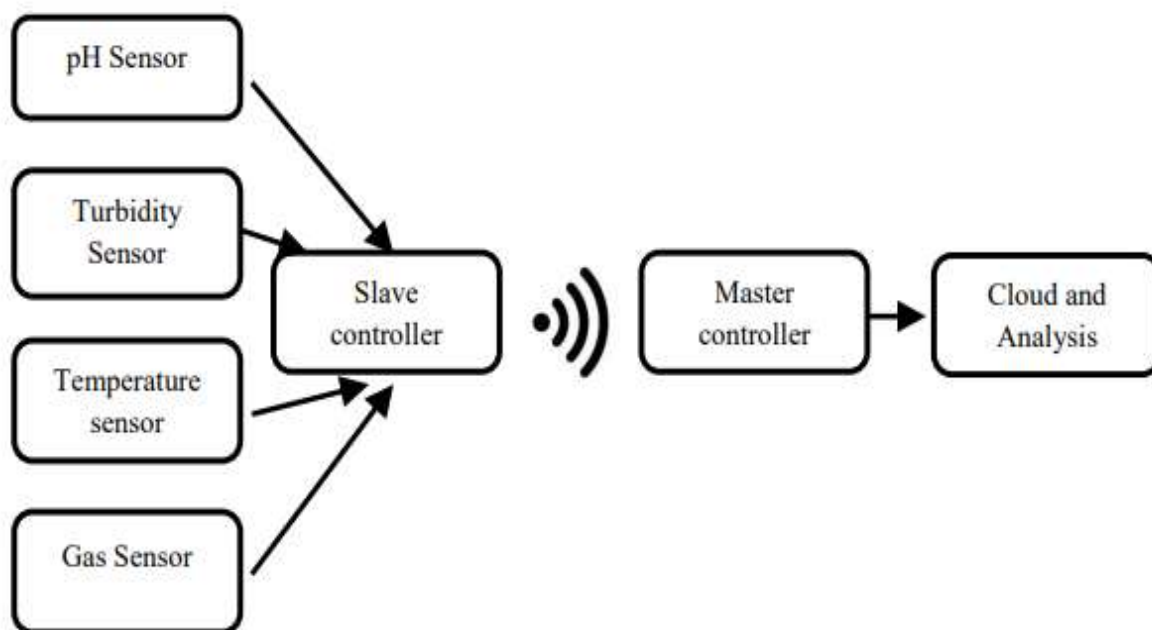 pH Sensor
Turbidity
Sensor
Temperature
sensor
Gas Sensor
Slave
controller
Master
controller
Cloud and
Analysis